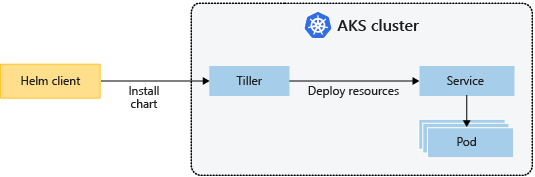 AKS cluster
Helm client
Install
chart
Tiller
Deploy resources
Service
Pod